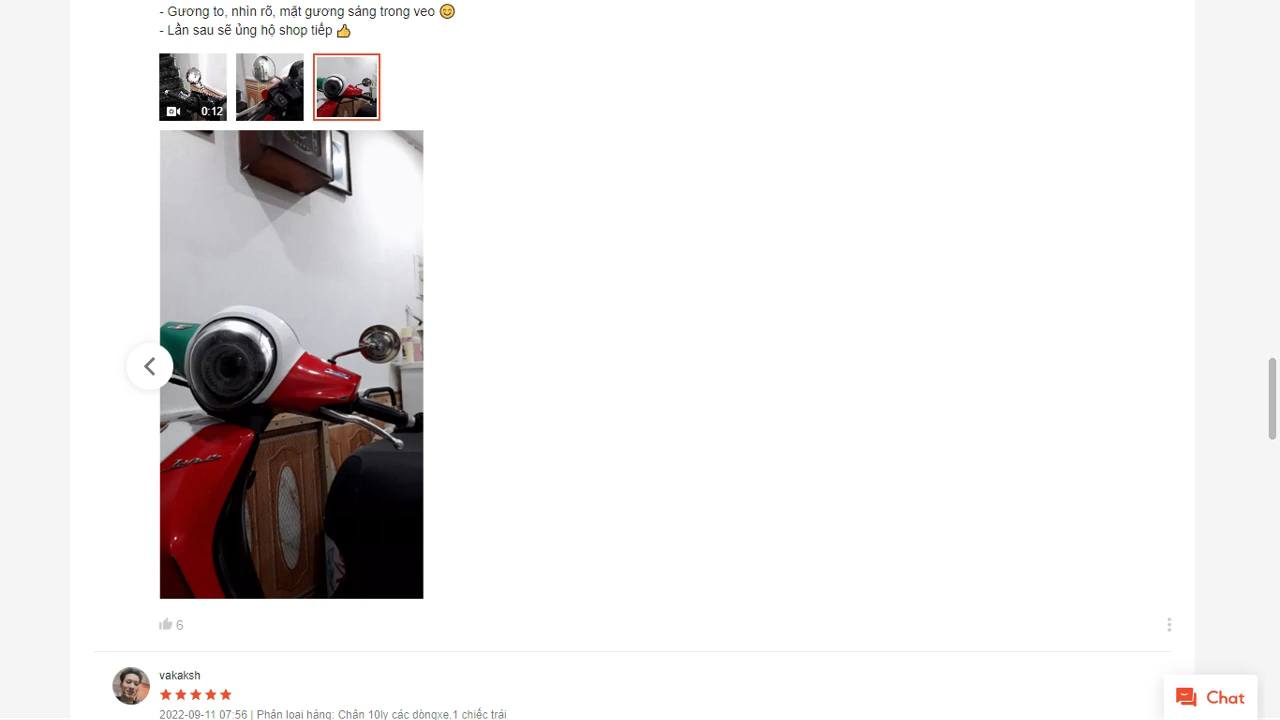 - Gương to, nhìn rõ, mặt gương sáng trong veo 😊
- Lần sau sẽ ủng hộ shop tiếp 👍
0:12
6
vakaksh
2022-09-11 07:56 | Phân loại hàng: Chân 10ly các dòngxe,1 chiếc trái
Chat